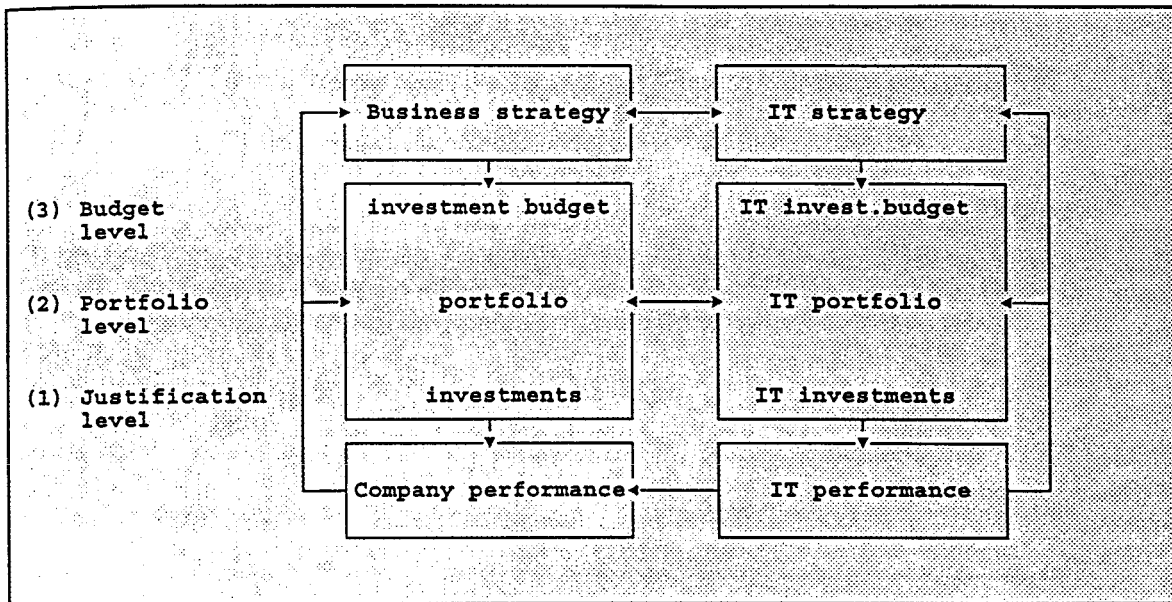 Business strategy
IT strategy
(3) Budget
level
investment budget
IT invest.budget
(2) Portfolio
level
portfolio
IT portfolio
(1) Justification
level
investments
IT investments
Company performance
IT performance